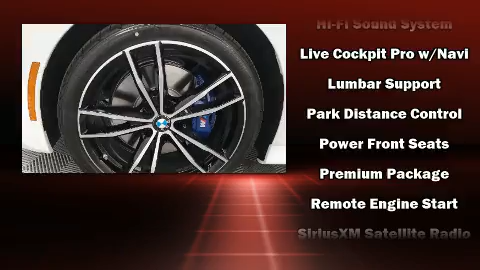 Hi-Fi Sound System
Live Cockpit Pro w/Navi
Lumbar Support
Park Distance Control
Power Front Seats
Premium Package
Remote Engine Start
SiriusXM Satellite Radio